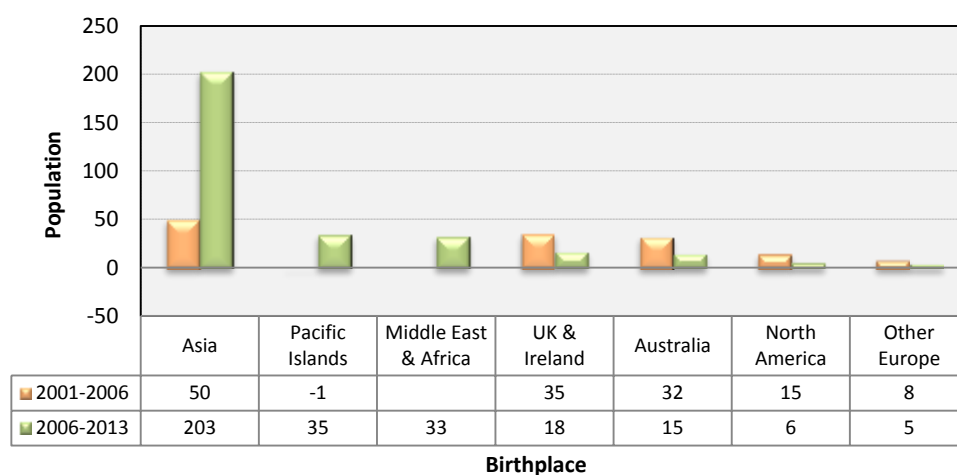 250
200
150
100
50
0
-50
Population
Asia
Pacific
Islands
Middle East
& Africa
UK &
Ireland
Australia
North
America
Other
Europe
2001-2006 50 -1 35 32 15 8
2006-2013 203 35 33 18 15 6 5
Birthplace